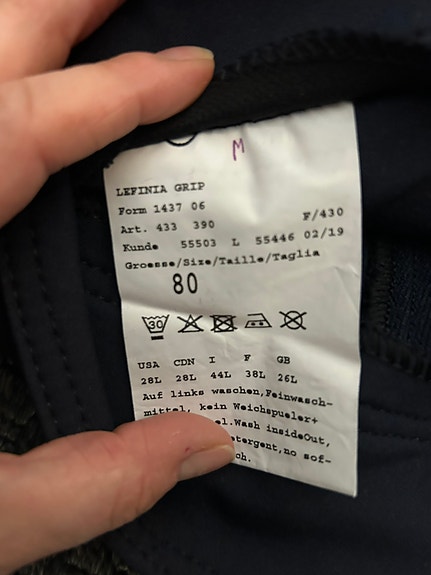 M
LEFINIA GRIP
Form 1437 06
Art. 433 390 F/430
Kunde 55503 L 55446 02/19
Groesse/Size/Taille/Taglia
80
30
USA CDN I F GB
28L 28L 44L 38L 26L
Auf links waschen,Feinwasch-
mittel, kein Weichspueler+
el.Wash insideOut,
etergent,no sof-
ch.